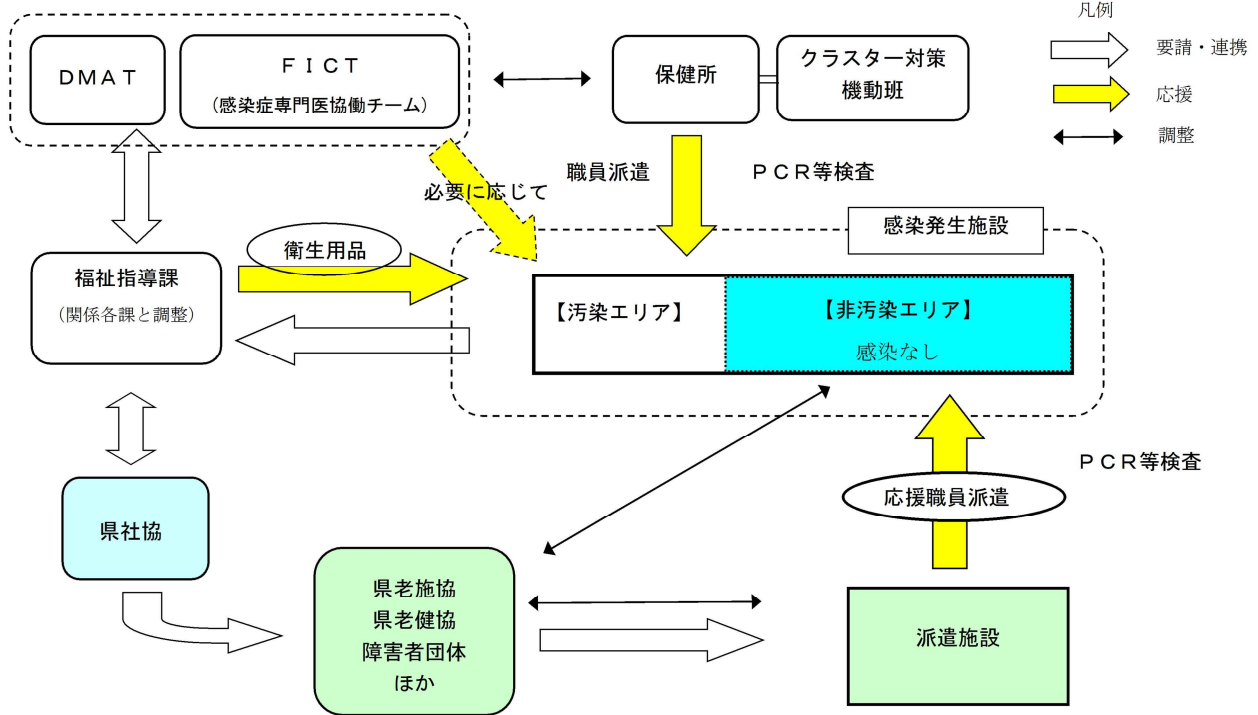 凡例
要請・連携
応援
調整
ＤＭＡＴ
ＦＩＣＴ
(感染症専門医協働チーム)
保健所
クラスター対策
機動班
必要に応じて
職員派遣
ＰＣＲ等検査
感染発生施設
衛生用品
福祉指導課
(関係各課と調整)
【汚染エリア】
【非汚染エリア】
感染なし
ＰＣＲ等検査
応援職員派遣
県社協
県老施協
県老健協
障害者団体
ほか
派遣施設